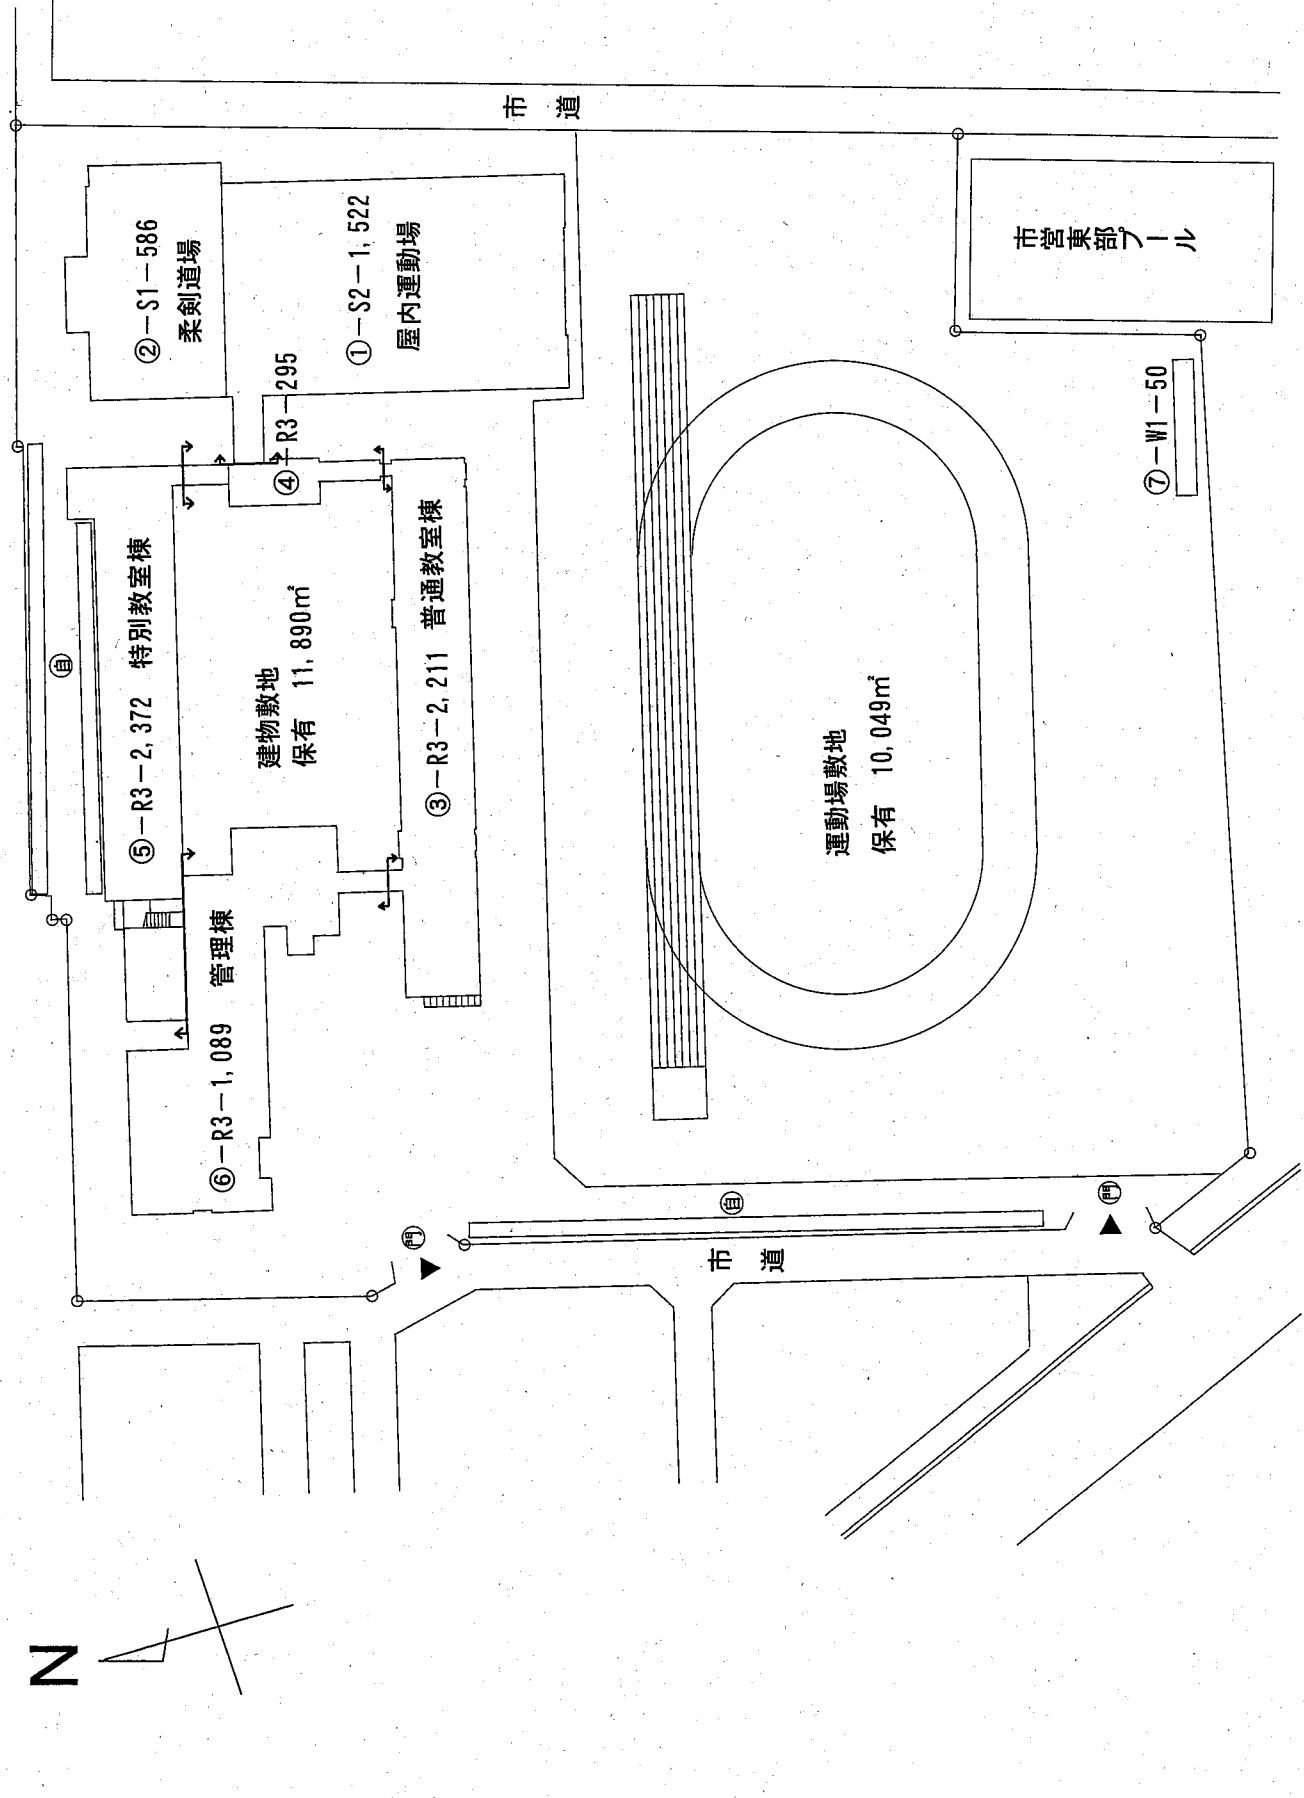 N
市 道
②-S1-586
柔剣道場
①-S2-1,522
屋内運動場
④-R3-295
⑤-R3-2,372 特別教室棟
自
建物敷地
保有 11,890㎡
③-R3-2,211 普通教室棟
⑥-R3-1,089 管理棟
市営東部プール
⑦-W1-50
運動場敷地
保有 10,049㎡
門
市 道
自
門